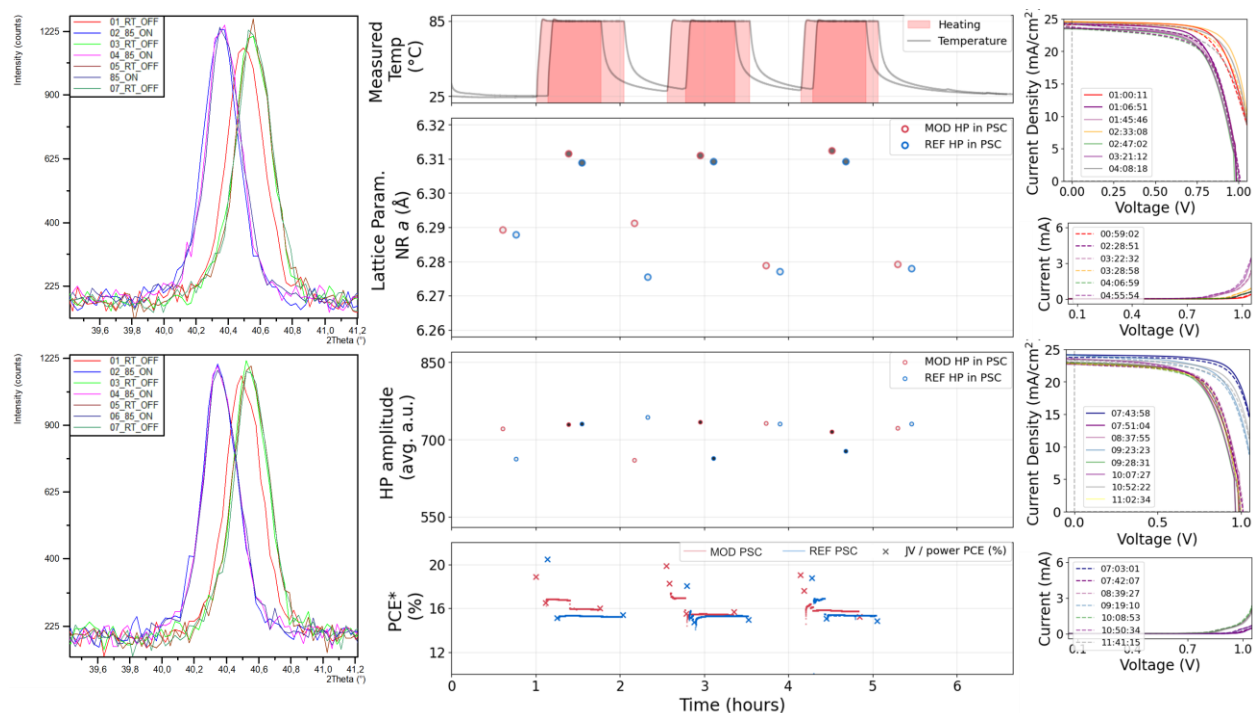 Intensity (counts)
1225
900
625
400
225
01_RT_OFF
02_85_ON
03_RT_OFF
04_85_ON
05_RT_OFF
85_ON
07_RT_OFF
39,6 39,8 40,0 40,2 40,4 40,6 40,8 41,0 41,2
2Theta (°)
Intensity (counts)
1225
900
625
400
225
01_RT_OFF
02_85_ON
03_RT_OFF
04_85_ON
05_RT_OFF
06_85_ON
07_RT_OFF
39,6 39,8 40,0 40,2 40,4 40,6 40,8 41,0 41,2
2Theta (°)
Measured
Temp
(°C)
85
25
Heating
Temperature
Lattice Param.
NR a (Å)
6.32
6.31
6.30
6.29
6.28
6.27
6.26
MOD HP in PSC
REF HP in PSC
HP amplitude
(avg. a.u.)
850
700
550
MOD HP in PSC
REF HP in PSC
PCE*
(%)
20
18
16
14
12
10
MOD PSC REF PSC × JV / power PCE (%)
0 1 2 3 4 5 6
Time (hours)
Current Density (mA/cm²)
25
20
15
10
5
0
01:00:11
01:06:51
01:45:46
02:33:08
02:47:02
03:21:12
04:08:18
0.00 0.25 0.50 0.75 1.00
Voltage (V)
Current (mA)
6
3
0
00:59:02
02:28:51
03:22:32
03:28:58
04:06:59
04:55:54
0.1 0.4 0.7 1.0
Voltage (V)
Current Density (mA/cm²)
25
20
15
10
5
0
07:43:58
07:51:04
08:37:55
09:23:23
09:28:31
10:07:27
10:52:22
11:02:34
0.0 0.5 1.0
Voltage (V)
Current (mA)
6
3
0
07:03:01
07:42:07
08:39:27
09:19:10
10:08:53
10:50:34
11:41:15
0.1 0.4 0.7 1.0
Voltage (V)